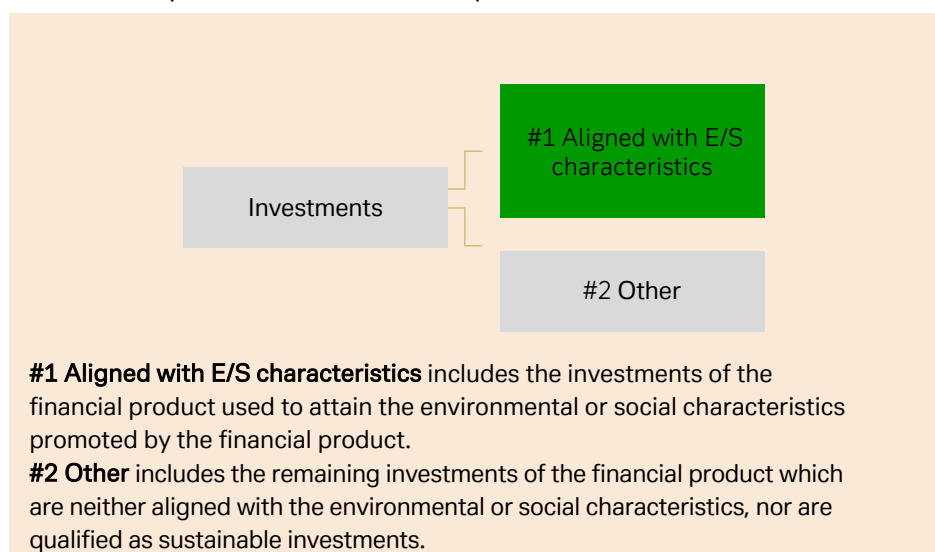 #1 Aligned with E/S
characteristics
Investments
#2 Other
#1 Aligned with E/S characteristics includes the investments of the
financial product used to attain the environmental or social characteristics
promoted by the financial product.
#2 Other includes the remaining investments of the financial product which
are neither aligned with the environmental or social characteristics, nor are
qualified as sustainable investments.